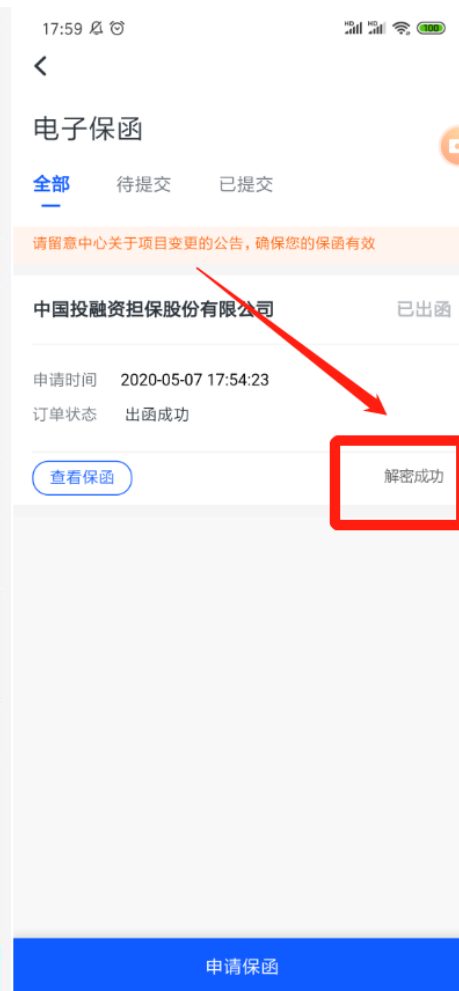 17:59
HD HD 100
电子保函
全部 待提交 已提交
请留意中心关于项目变更的公告，确保您的保函有效
中国投融资担保股份有限公司 已出函
申请时间 2020-05-07 17:54:23
订单状态 出函成功
查看保函 解密成功
申请保函